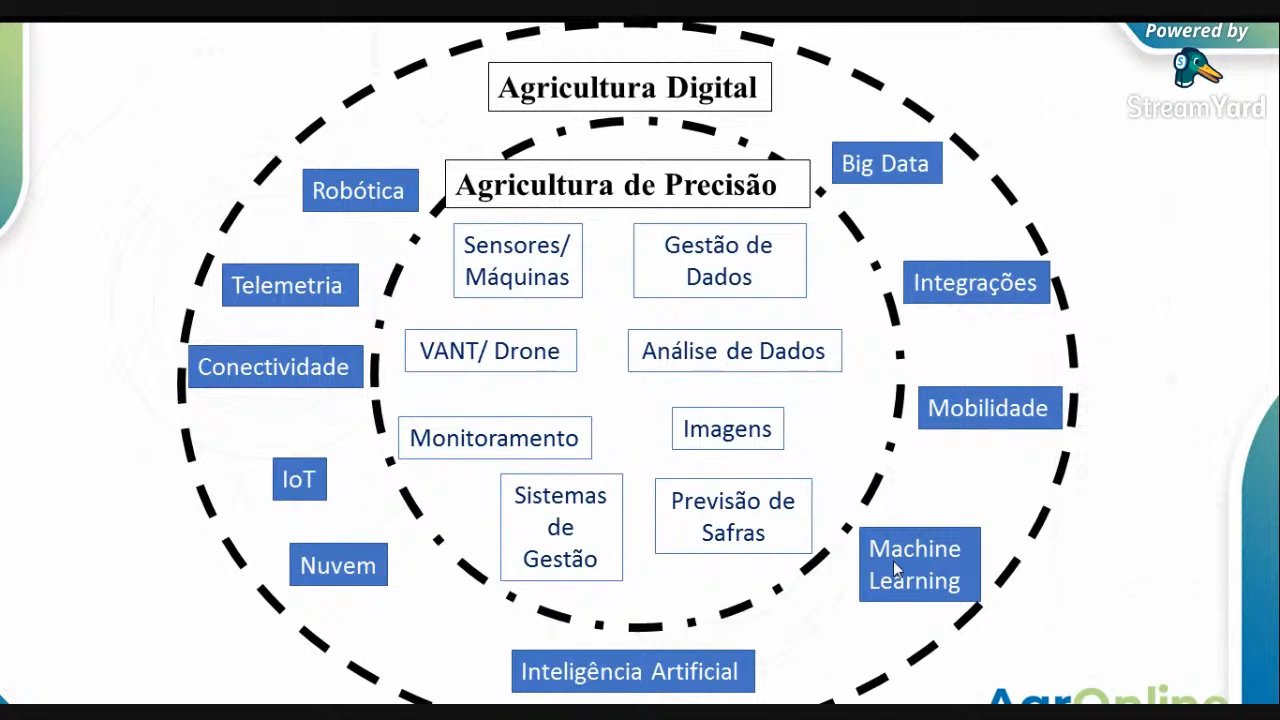 Powered by
StreamYard
Agricultura Digital
Agricultura de Precisão
Big Data
Robótica
Sensores/
Máquinas
Gestão de
Dados
Telemetria
Integrações
VANT/ Drone
Análise de Dados
Conectividade
Mobilidade
Monitoramento
Imagens
IoT
Sistemas
de
Gestão
Previsão de
Safras
Nuvem
Machine
Learning
Inteligência Artificial
AgrOnline